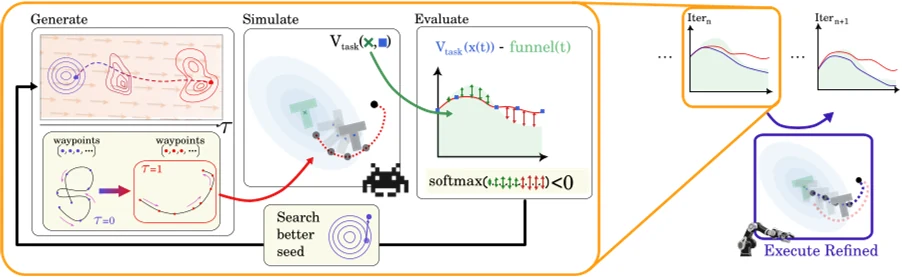 Generate
𝜏
waypoints
{•,•,•,⋯}
𝜏=0
waypoints
{•,•,•,⋯}
𝜏=1
Simulate
V_task(×,■)
Evaluate
V_task(x(t)) - funnel(t)
softmax(↑↓↑↓↑↓↑↓)<0
Search
better
seed
...
Iter_n
...
Iter_n+1
Execute Refined